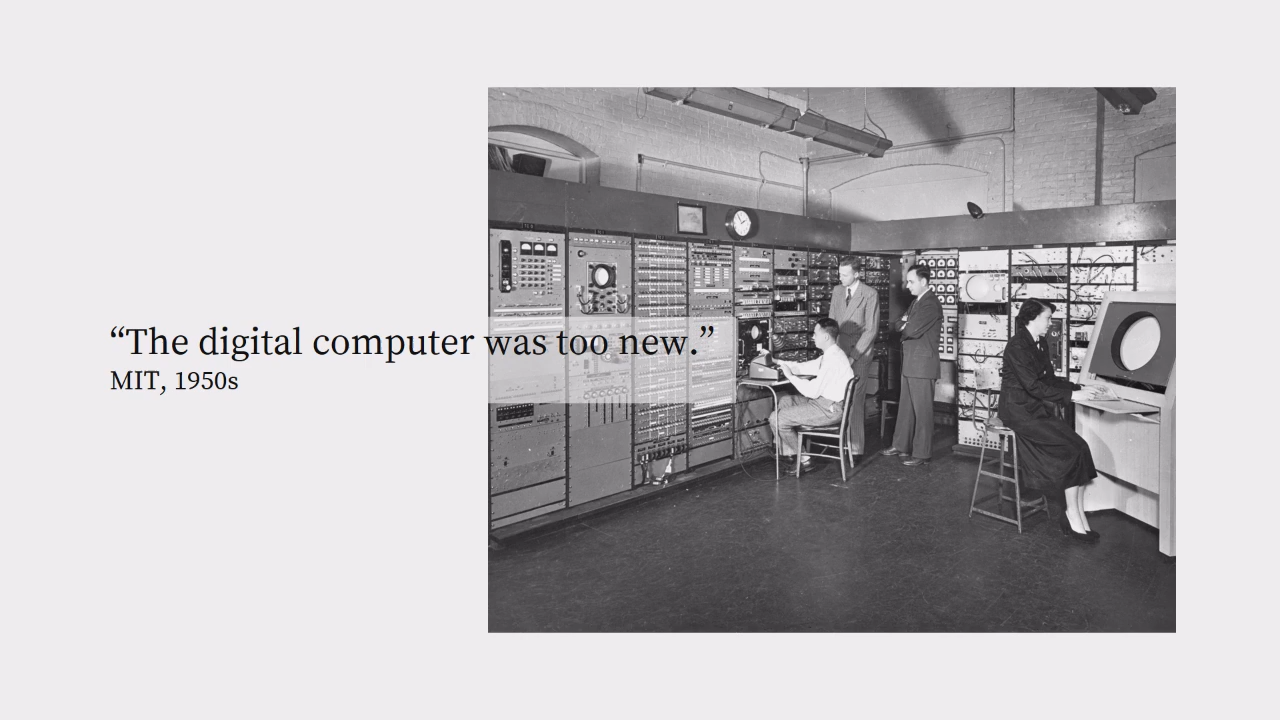 “The digital computer was too new.”
MIT, 1950s